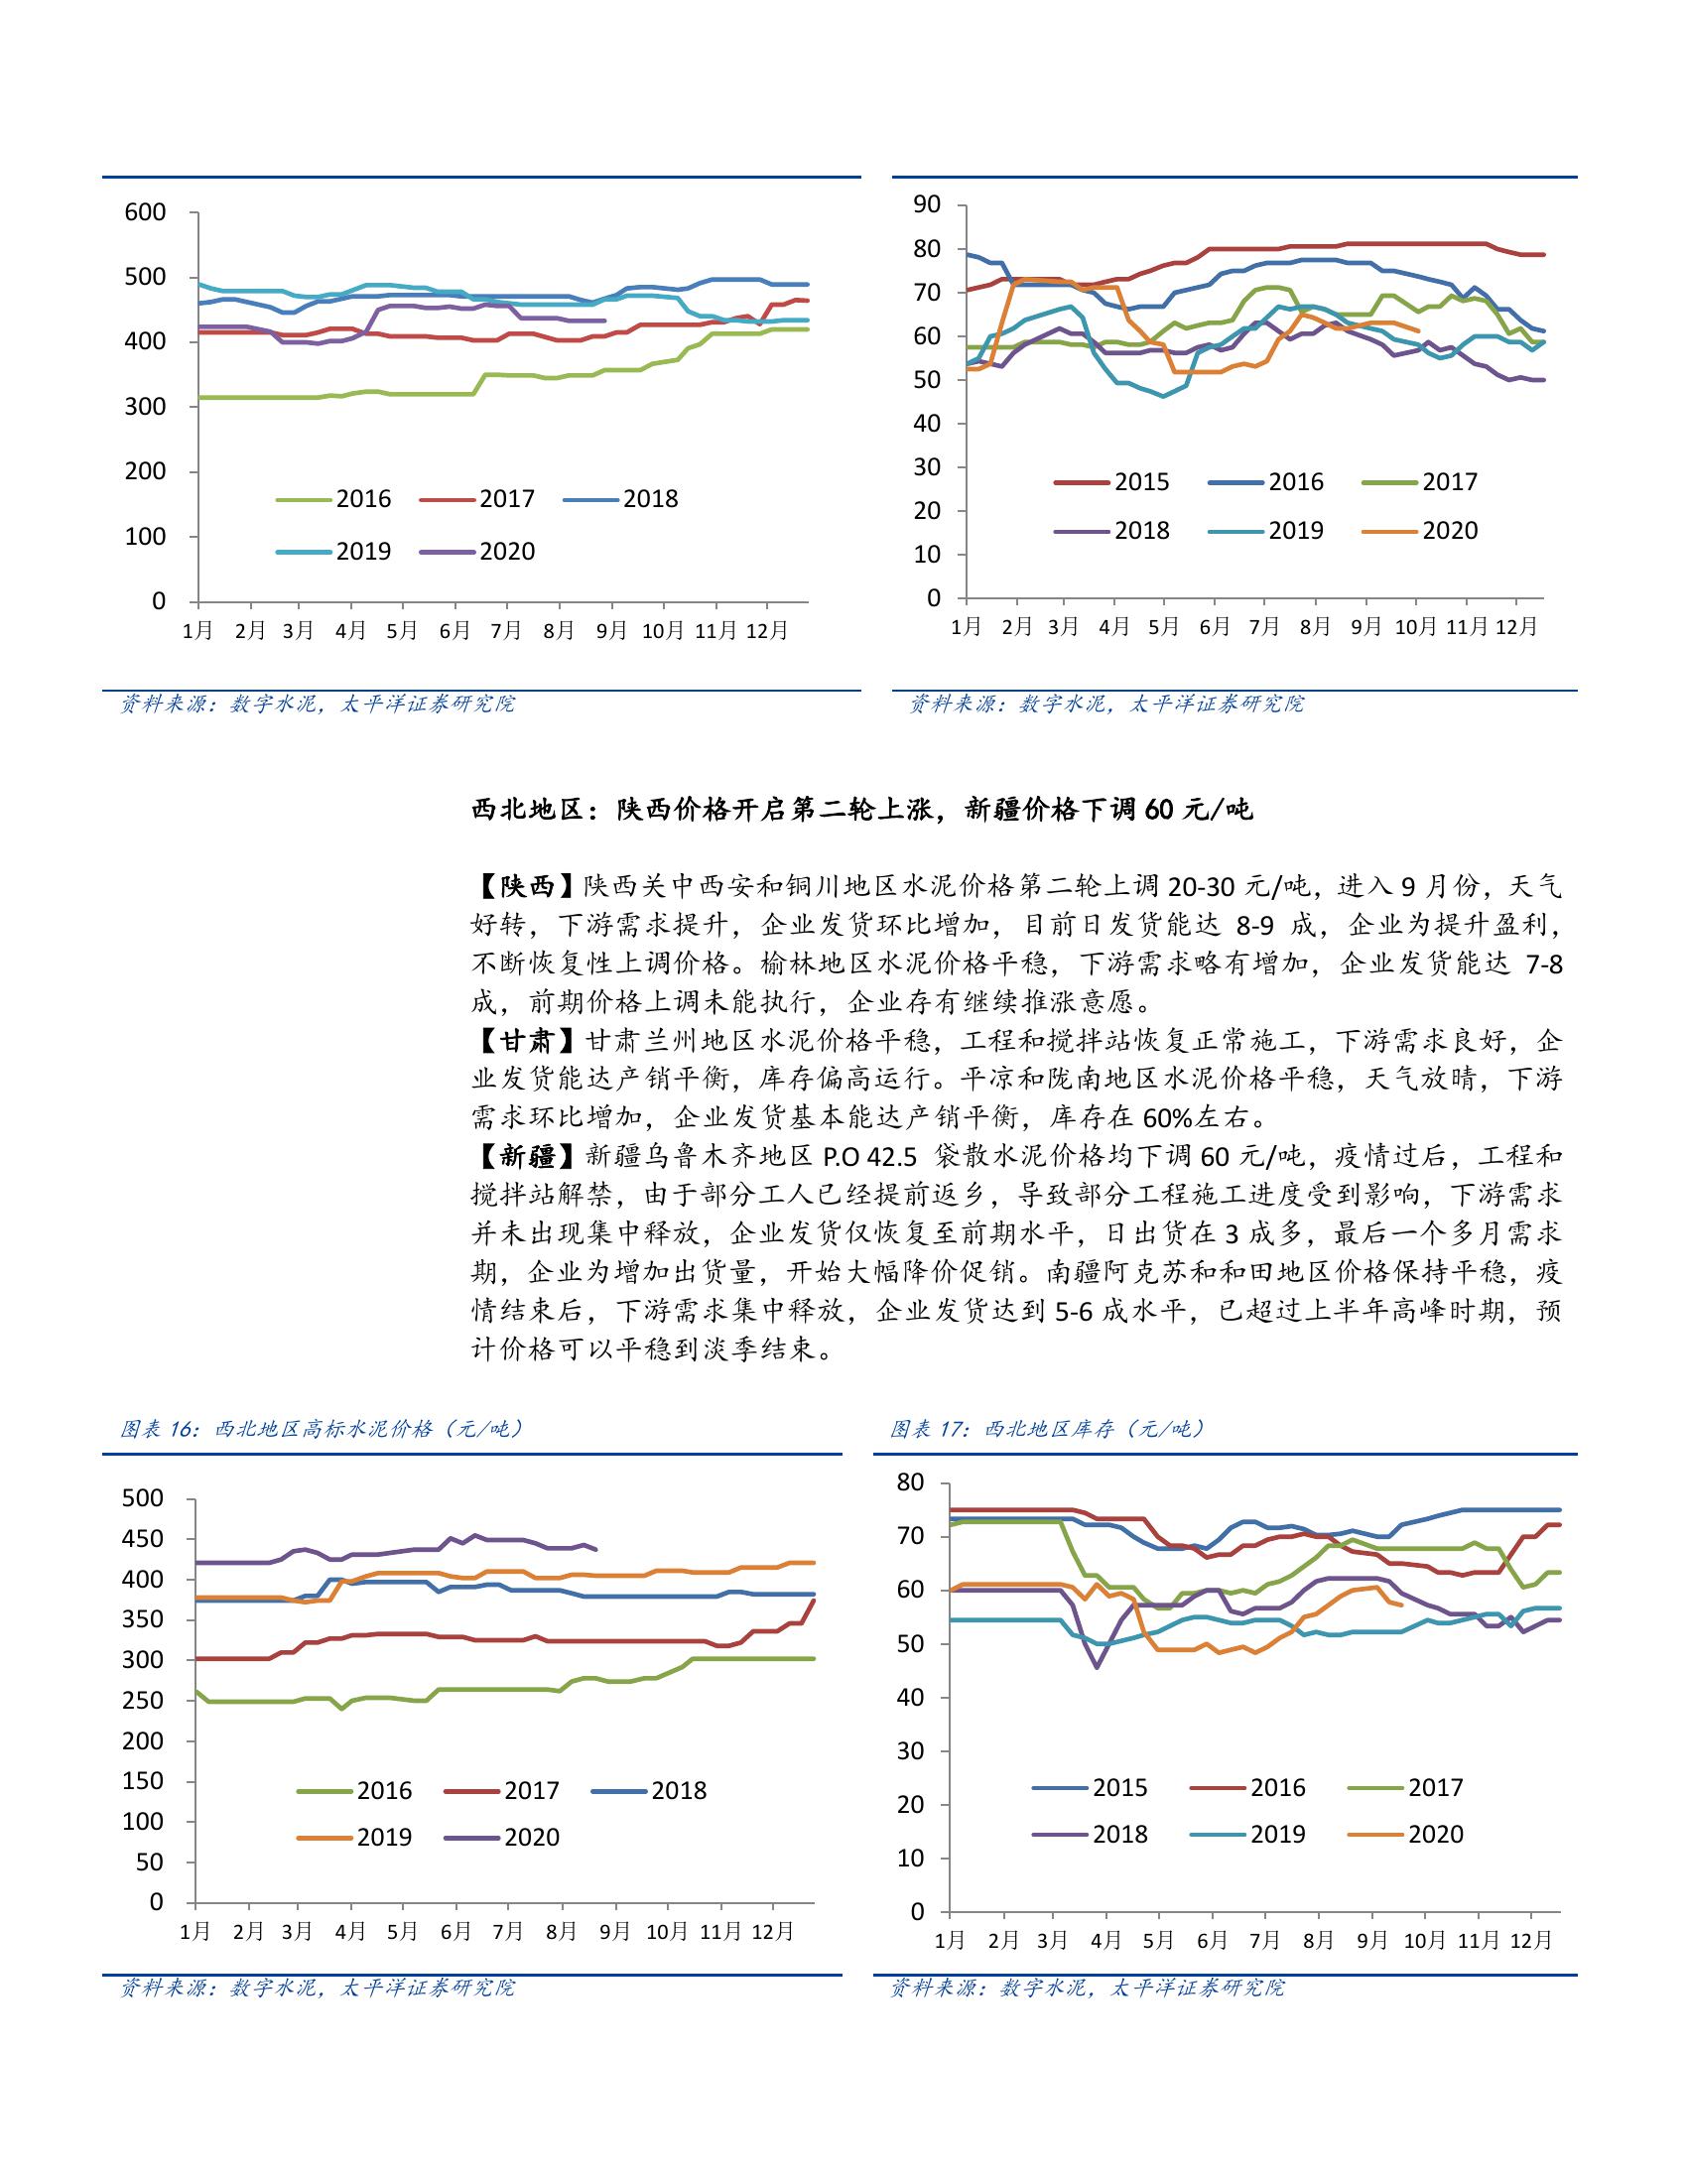 600
500
400
300
200
100
0
2016 2017 2018
2019 2020
1月 2月 3月 4月 5月 6月 7月 8月 9月 10月 11月 12月
90
80
70
60
50
40
30
20
10
0
2015 2016 2017
2018 2019 2020
1月 2月 3月 4月 5月 6月 7月 8月 9月 10月 11月 12月
资料来源：数字水泥，太平洋证券研究院
资料来源：数字水泥，太平洋证券研究院
西北地区：陕西价格开启第二轮上涨，新疆价格下调 60 元/吨
【陕西】陕西关中西安和铜川地区水泥价格第二轮上调 20-30 元/吨，进入 9 月份，天气
好转，下游需求提升，企业发货环比增加，目前日发货能达 8-9 成，企业为提升盈利，
不断恢复性上调价格。榆林地区水泥价格平稳，下游需求略有增加，企业发货能达 7-8
成，前期价格上调未能执行，企业存有继续推涨意愿。
【甘肃】甘肃兰州地区水泥价格平稳，工程和搅拌站恢复正常施工，下游需求良好，企
业发货能达产销平衡，库存偏高运行。平凉和陇南地区水泥价格平稳，天气放晴，下游
需求环比增加，企业发货基本能达产销平衡，库存在 60%左右。
【新疆】新疆乌鲁木齐地区 P.O 42.5 袋散水泥价格均下调 60 元/吨，疫情过后，工程和
搅拌站解禁，由于部分工人已经提前返乡，导致部分工程施工进度受到影响，下游需求
并未出现集中释放，企业发货仅恢复至前期水平，日出货在 3 成多，最后一个多月需求
期，企业为增加出货量，开始大幅降价促销。南疆阿克苏和和田地区价格保持平稳，疫
情结束后，下游需求集中释放，企业发货达到 5-6 成水平，已超过上半年高峰时期，预
计价格可以平稳到淡季结束。
图表 16：西北地区高标水泥价格（元/吨）
图表 17：西北地区库存（元/吨）
500
450
400
350
300
250
200
150
100
50
0
2016 2017 2018
2019 2020
1月 2月 3月 4月 5月 6月 7月 8月 9月 10月 11月 12月
80
70
60
50
40
30
20
10
0
2015 2016 2017
2018 2019 2020
1月 2月 3月 4月 5月 6月 7月 8月 9月 10月 11月 12月
资料来源：数字水泥，太平洋证券研究院
资料来源：数字水泥，太平洋证券研究院